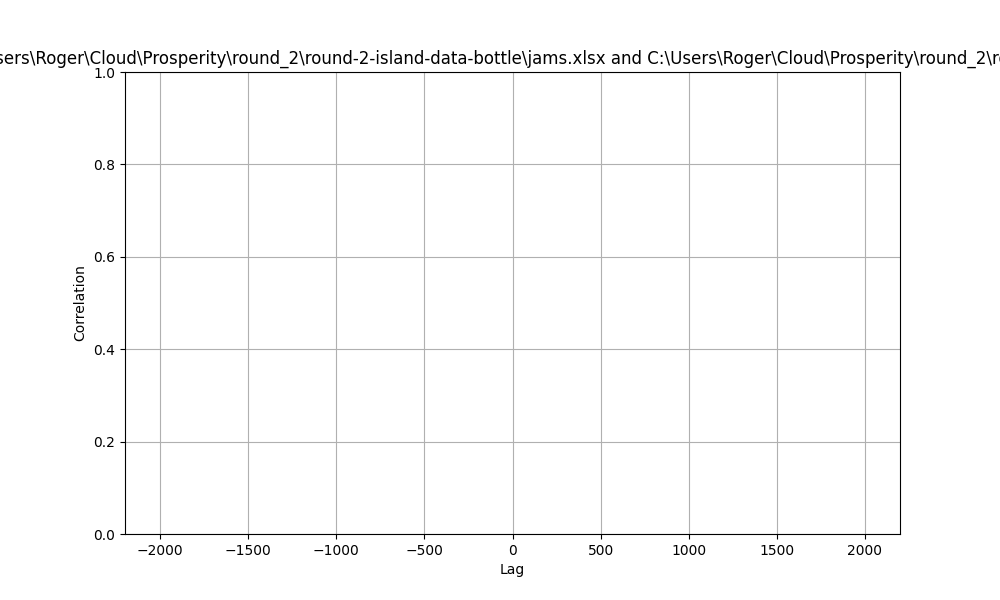 sers\Roger\Cloud\Prosperity\round_2\round-2-island-data-bottle\jams.xlsx and C:\Users\Roger\Cloud\Prosperity\round_2\r
1.0
0.8
0.6
0.4
0.2
0.0
Correlation
−2000 −1500 −1000 −500 0 500 1000 1500 2000
Lag